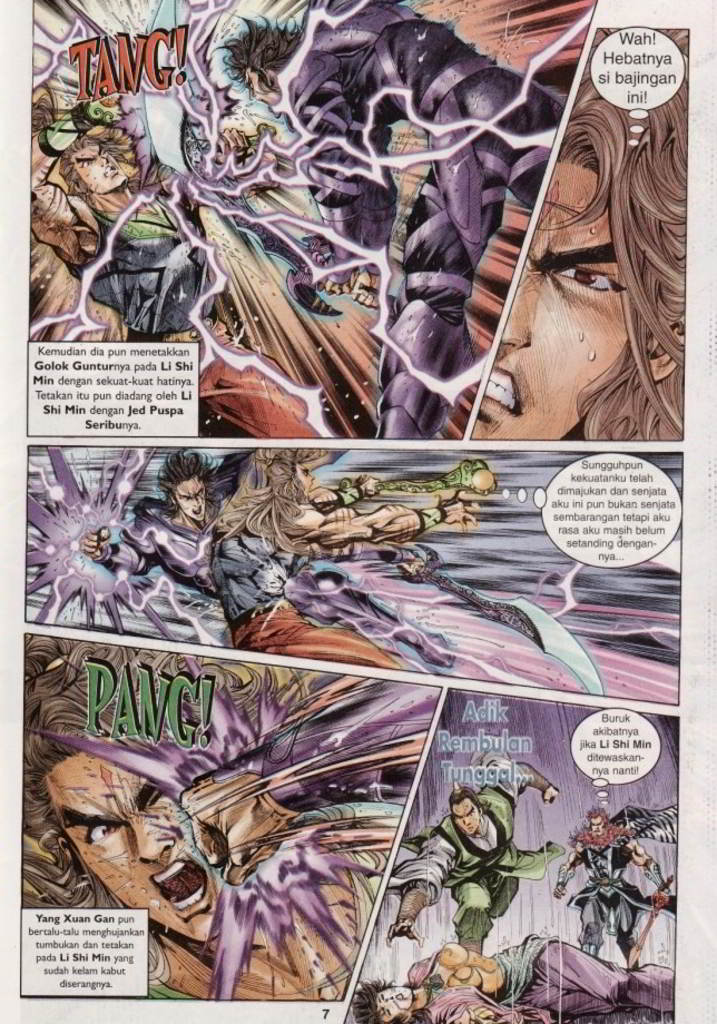 TANG!
Wah!
Hebatnya
si bajingan
ini!
Kemudian dia pun menetakkan
Golok Gunturnya pada Li Shi
Min dengan sekuat-kuat hatinya.
Tetakan itu pun diadang oleh Li
Shi Min dengan Jed Puspa
Seribunya.
Sungguhpun
kekuatanku telah
dimajukan dan senjata
aku ini pun bukan senjata
sembarangan tetapi aku
rasa aku masih belum
setanding dengan-
nya...
PANG!
Yang Xuan Gan pun
bertalu-talu menghujankan
tumbukan dan tetakan
pada Li Shi Min yang
sudah kelam kabut
diserangnya.
Adik
Rembulan
Tunggal...
Buruk
akibatnya
jika Li Shi Min
ditewaskan-
nya nanti!
7